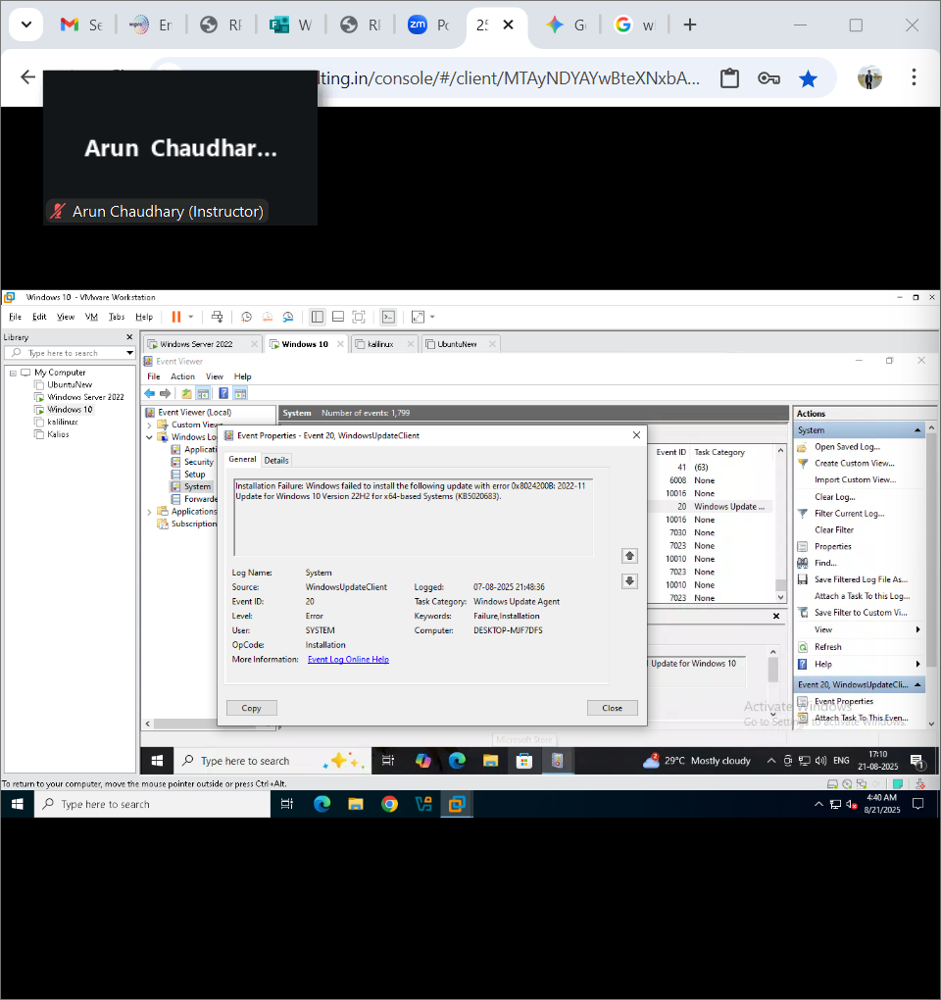 Se
wipro
En
RF
W
RF
zm
Po
25
G
w
lting.in/console/#/client/MTAyNDYAYwBteXNxbA...
Arun Chaudhar...
Arun Chaudhary (Instructor)
Windows 10 - VMware Workstation
File Edit View VM Tabs Help
Library
Type here to search
My Computer
UbuntuNew
Windows Server 2022
Windows 10
kalilinux
Kalios
Windows Server 2022
Windows 10
kalilinux
UbuntuNew
Event Viewer
File Action View Help
Event Viewer (Local)
Custom Views
Windows Lo
Applicati
Security
Setup
System
Forwarde
Applications
Subscription
System Number of events: 1,799
Event ID Task Category
41 (63)
6008 None
10016 None
20 Windows Update ...
10016 None
7030 None
7023 None
10010 None
7023 None
10010 None
7023 None
Update for Windows 10
Event Properties - Event 20, WindowsUpdateClient
General Details
Installation Failure: Windows failed to install the following update with error 0x8024200B: 2022-11
Update for Windows 10 Version 22H2 for x64-based Systems (KB5020683).
Log Name: System
Source: WindowsUpdateClient Logged: 07-08-2025 21:48:36
Event ID: 20 Task Category: Windows Update Agent
Level: Error Keywords: Failure,Installation
User: SYSTEM Computer: DESKTOP-MJF7DFS
OpCode: Installation
More Information: Event Log Online Help
Copy Close
Actions
System
Open Saved Log...
Create Custom View...
Import Custom View...
Clear Log...
Filter Current Log...
Clear Filter
Properties
Find...
Save Filtered Log File As...
Attach a Task To this Log...
Save Filter to Custom Vi...
View
Refresh
Help
Event 20, WindowsUpdateCli...
Event Properties
Attach Task To This Even...
Activate Windows
Go to Settings to activate Windows.
Microsoft Store
Type here to search
29°C Mostly cloudy
ENG
17:10
21-08-2025
1
To return to your computer, move the mouse pointer outside or press Ctrl+Alt.
Type here to search
4:40 AM
8/21/2025